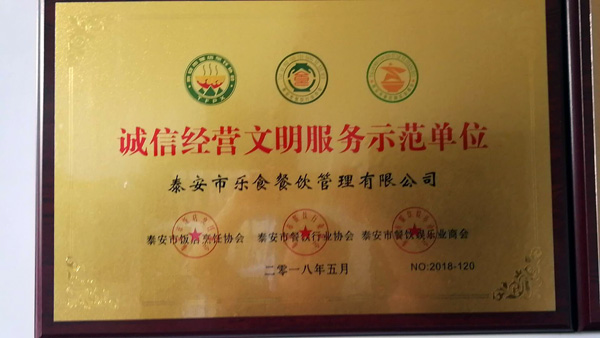 诚信经营文明服务示范单位
泰安市乐食餐饮管理有限公司
泰安市饭店烹饪协会 泰安市餐饮行业协会 泰安市餐饮娱乐业商会
二零一八年五月 NO:2018-120